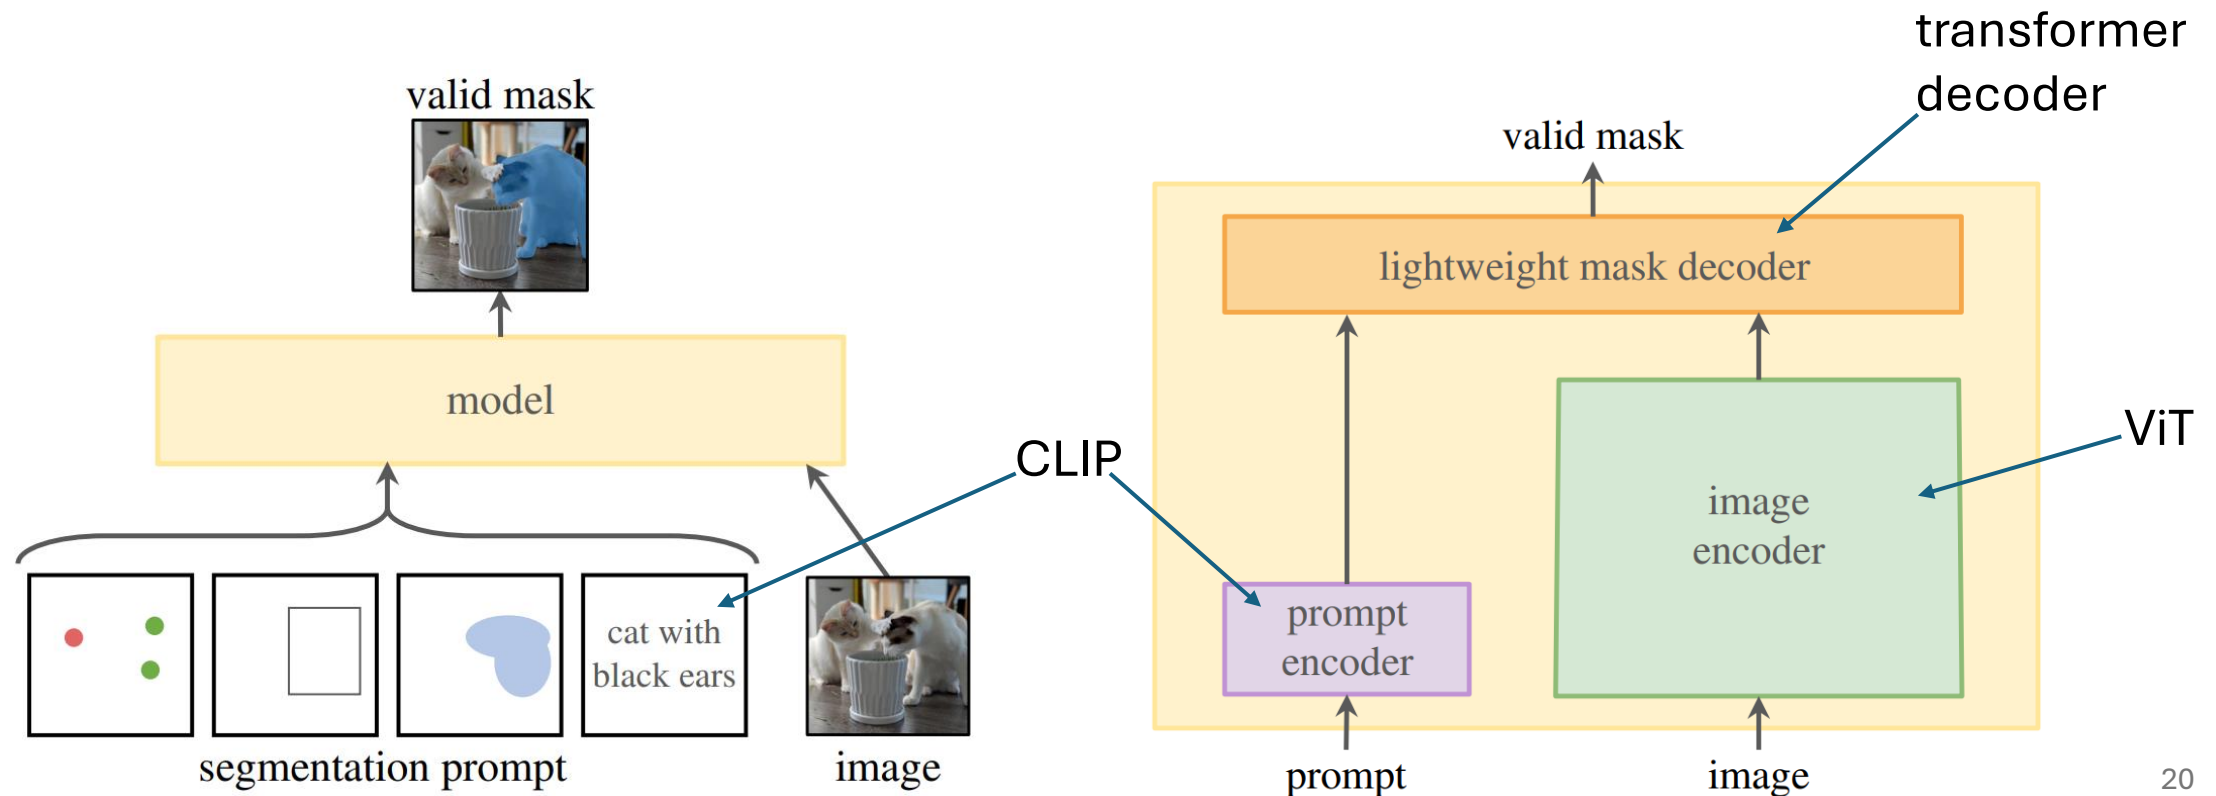 valid mask
model
cat with
black ears
segmentation prompt
image
CLIP
transformer
decoder
valid mask
lightweight mask decoder
image
encoder
ViT
prompt
encoder
prompt
image
20